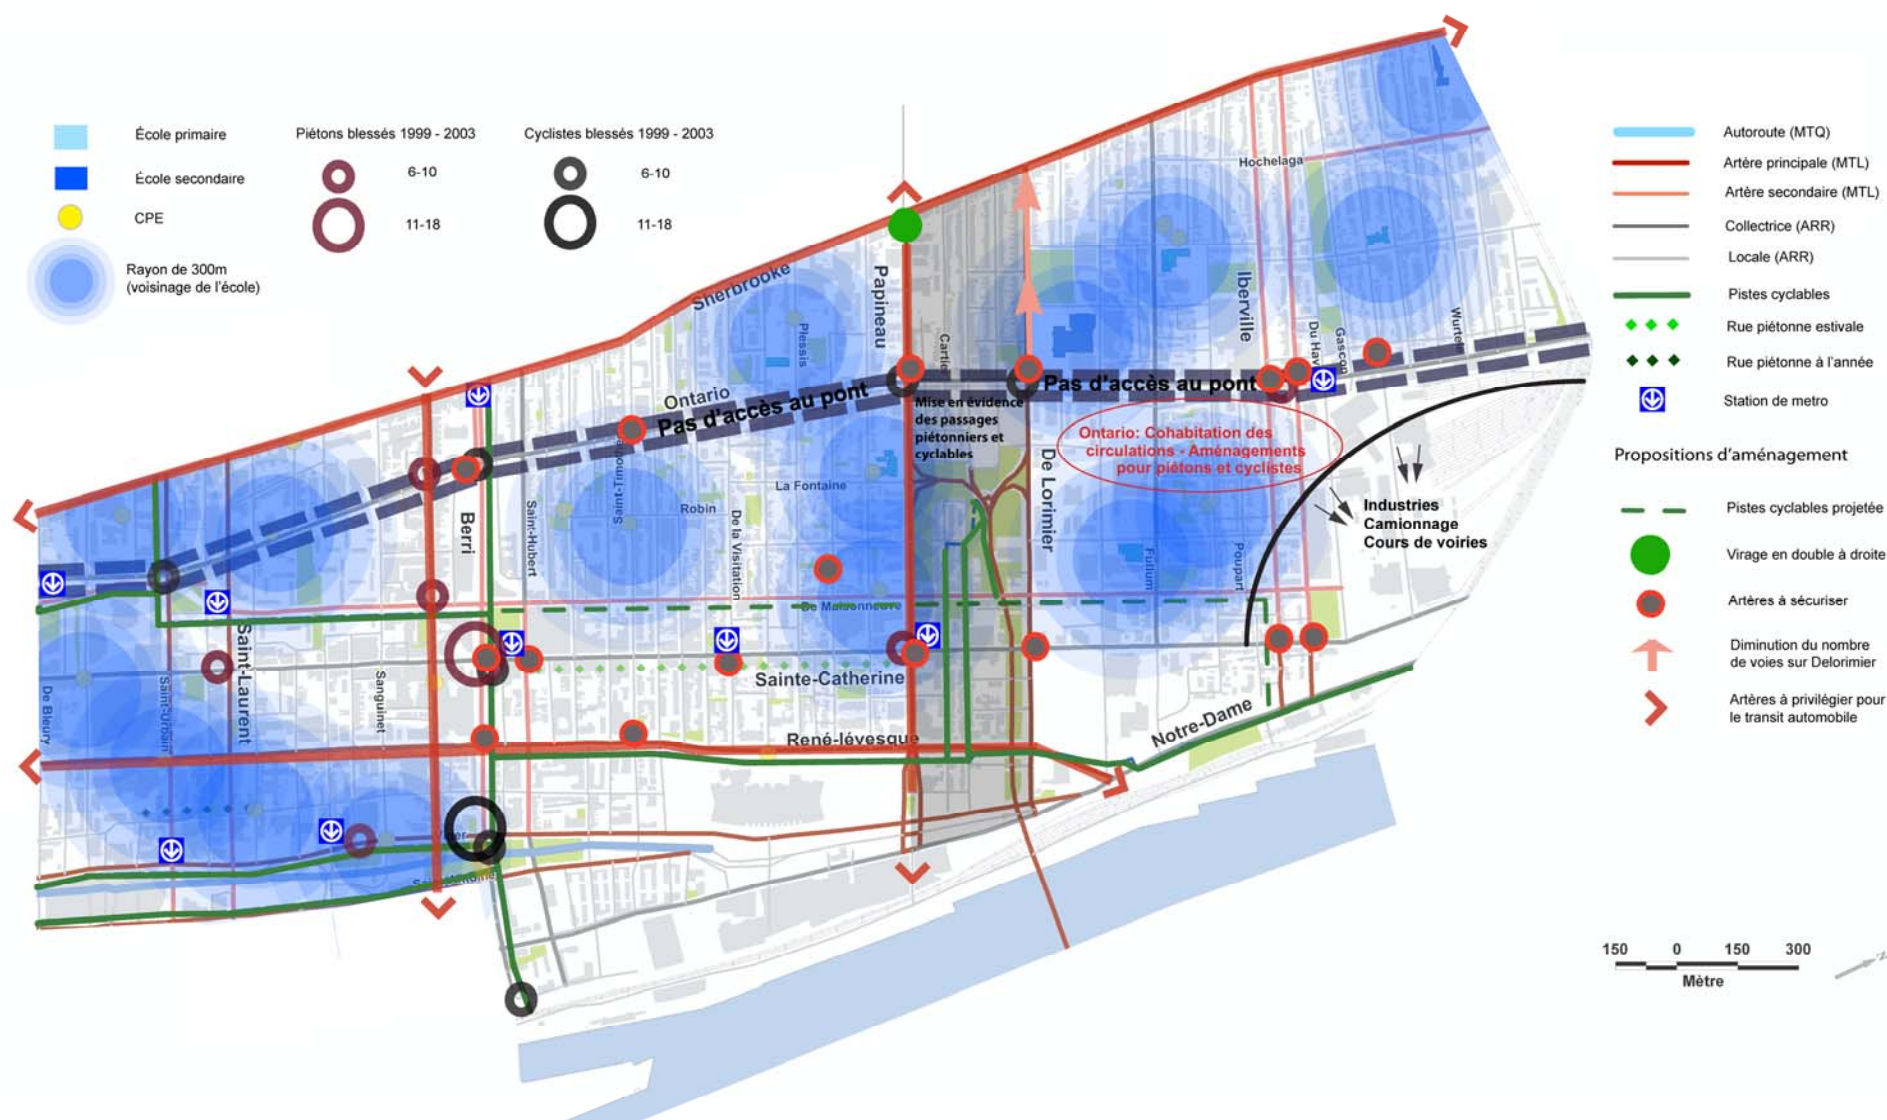 École primaire
École secondaire
CPE
Rayon de 300m
(voisinage de l'école)
Piétons blessés 1999 - 2003
6-10
11-18
Cyclistes blessés 1999 - 2003
6-10
11-18
Autoroute (MTQ)
Artère principale (MTL)
Artère secondaire (MTL)
Collectrice (ARR)
Locale (ARR)
Pistes cyclables
Rue piétonne estivale
Rue piétonne à l'année
Station de metro
Propositions d'aménagement
Pistes cyclables projetée
Virage en double à droite
Artères à sécuriser
Diminution du nombre
de voies sur Delorimier
Artères à privilégier pour
le transit automobile
150 0 150 300
Mètre
Hochelaga
Sherbrooke
Papineau
Plessis
Iberville
Ontario
Pas d'accès au pont
Pas d'accès au pont
Mise en évidence
des passages
piétonniers et
cyclables
Ontario: Cohabitation des
circulations - Aménagements
pour piétons et cyclistes
De Lorimier
Industries
Camionnage
Cours de voiries
La Fontaine
Robin
Berri
Saint-Hubert
De la Visitation
Fullum
Poupart
De Maisonneuve
Saint-Laurent
Sanguinet
De Bleury
Saint-Urbain
Sainte-Catherine
René-lévesque
Notre-Dame